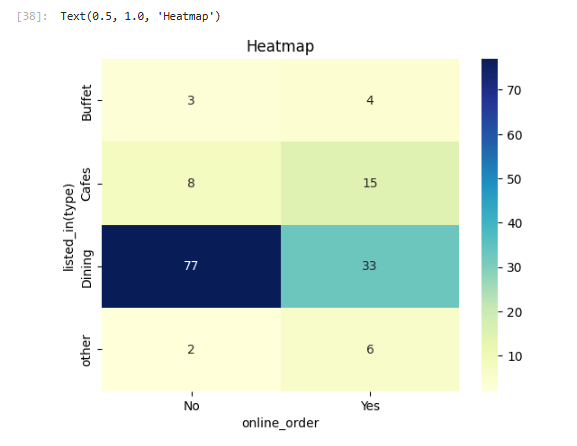 [38]: Text(0.5, 1.0, 'Heatmap')
Heatmap
Buffet
3 4
70
60
Cafes
8 15
50
listed_in(type)
40
Dining
77 33
30
20
other
2 6
10
No Yes
online_order